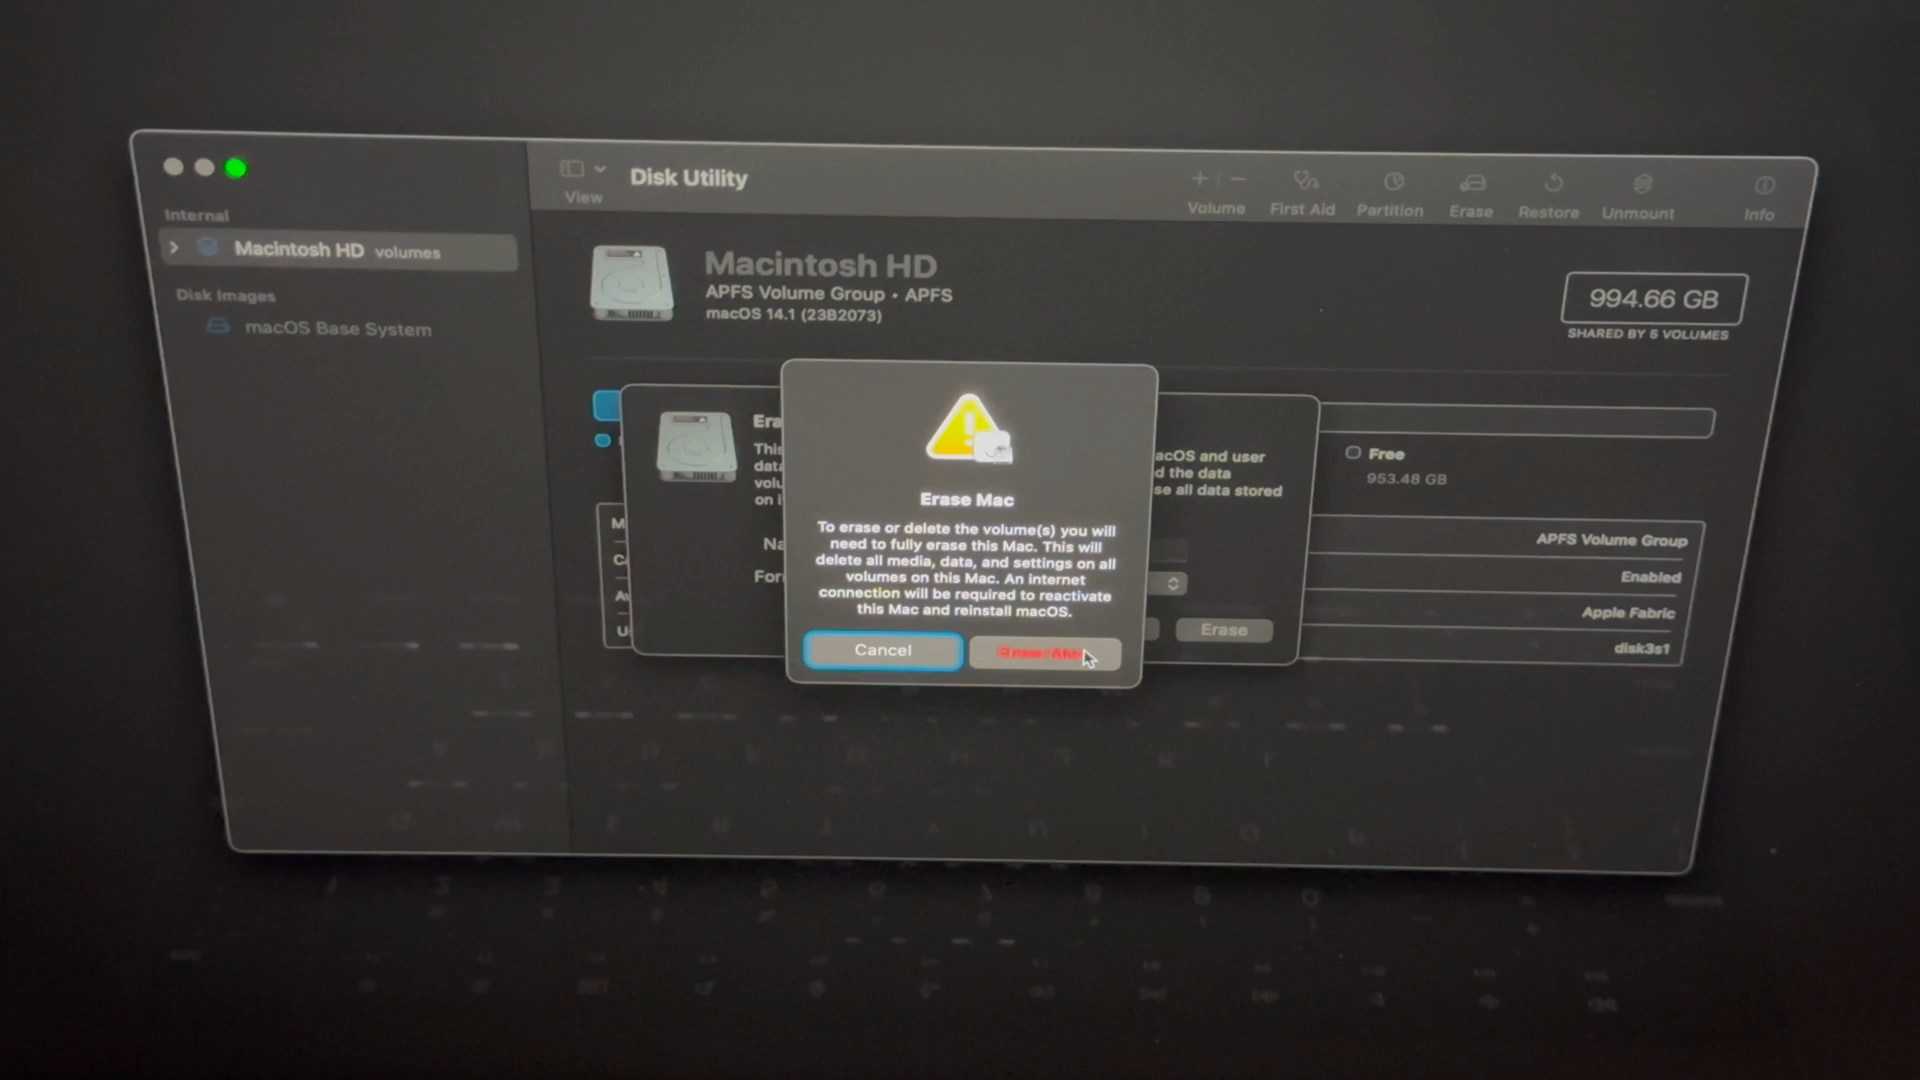 Disk Utility
View
Volume
First Aid
Partition
Erase
Restore
Unmount
Info
Internal
Macintosh HD volumes
Disk Images
macOS Base System
Macintosh HD
APFS Volume Group • APFS
macOS 14.1 (23B2073)
994.66 GB
SHARED BY 5 VOLUMES
Free
953.48 GB
acOS and user
d the data
se all data stored
on
Erase
Erase Mac
To erase or delete the volume(s) you will
need to fully erase this Mac. This will
delete all media, data, and settings on all
volumes on this Mac. An internet
connection will be required to reactivate
this Mac and reinstall macOS.
Cancel
APFS Volume Group
Enabled
Apple Fabric
disk3s1